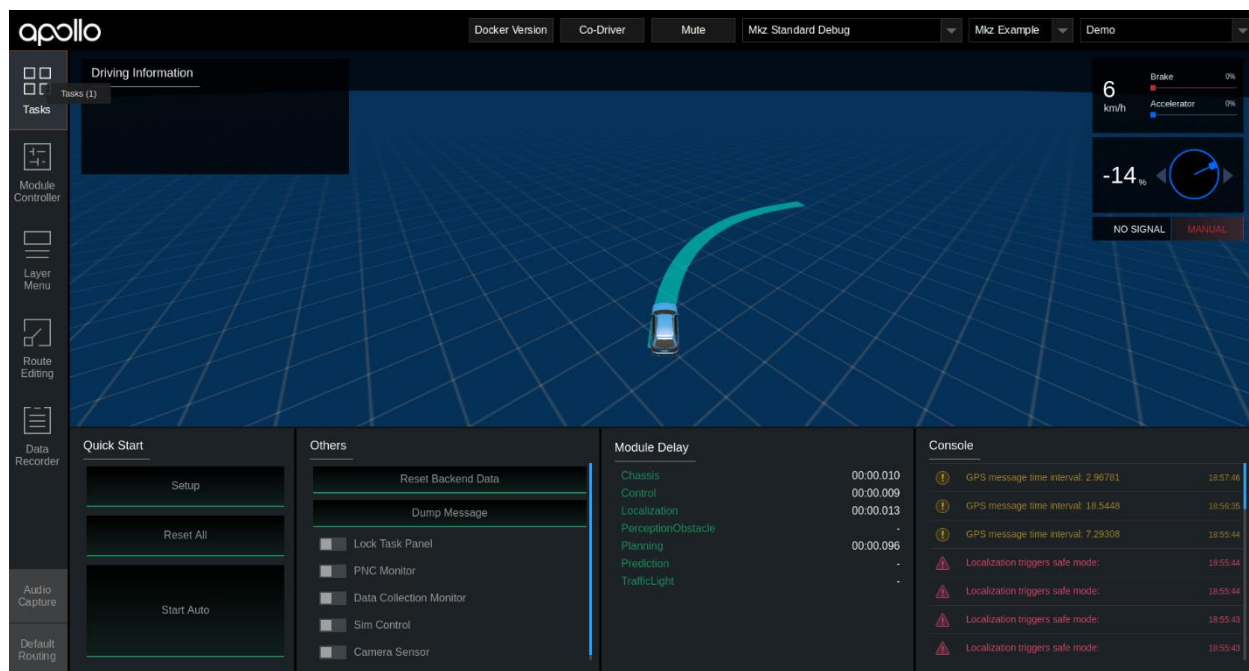 apollo
Docker Version
Co-Driver
Mute
Mkz Standard Debug
Mkz Example
Demo
Tasks
Tasks (1)
Module
Controller
Layer
Menu
Route
Editing
Data
Recorder
Audio
Capture
Default
Routing
Driving Information
6
km/h
Brake 0%
Accelerator 0%
-14 %
NO SIGNAL
MANUAL
Quick Start
Setup
Reset All
Start Auto
Others
Reset Backend Data
Dump Message
Lock Task Panel
PNC Monitor
Data Collection Monitor
Sim Control
Camera Sensor
Module Delay
Chassis 00:00.010
Control 00:00.009
Localization 00:00.013
PerceptionObstacle -
Planning 00:00.096
Prediction -
TrafficLight -
Console
GPS message time interval: 2.96781 18:57:46
GPS message time interval: 18.5448 18:56:35
GPS message time interval: 7.29308 18:55:44
Localization triggers safe mode: 18:55:44
Localization triggers safe mode: 18:55:44
Localization triggers safe mode: 18:55:43
Localization triggers safe mode: 18:55:43